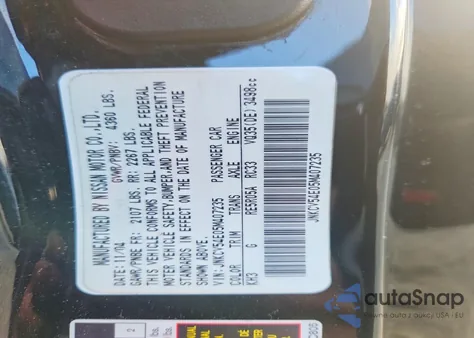 MANUFACTURED BY NISSAN MOTOR CO.,LTD.
DATE: 11/04 GVWR/PNBV: 4360 LBS.
GAWR/PNBE FR: 2107 LBS. RR: 2267 LBS.
THIS VEHICLE CONFORMS TO ALL APPLICABLE FEDERAL
MOTOR VEHICLE SAFETY,BUMPER,AND THEFT PREVENTION
STANDARDS IN EFFECT ON THE DATE OF MANUFACTURE
SHOWN ABOVE.
VIN: JNKCV54E05M407235 PASSENGER CAR
COLOR TRIM TRANS AXLE ENGINE
KH3 G RE5R05A RC33 VQ35(DE) 3498cc
JNKCV54E05M407235
2
autaSnap
EU